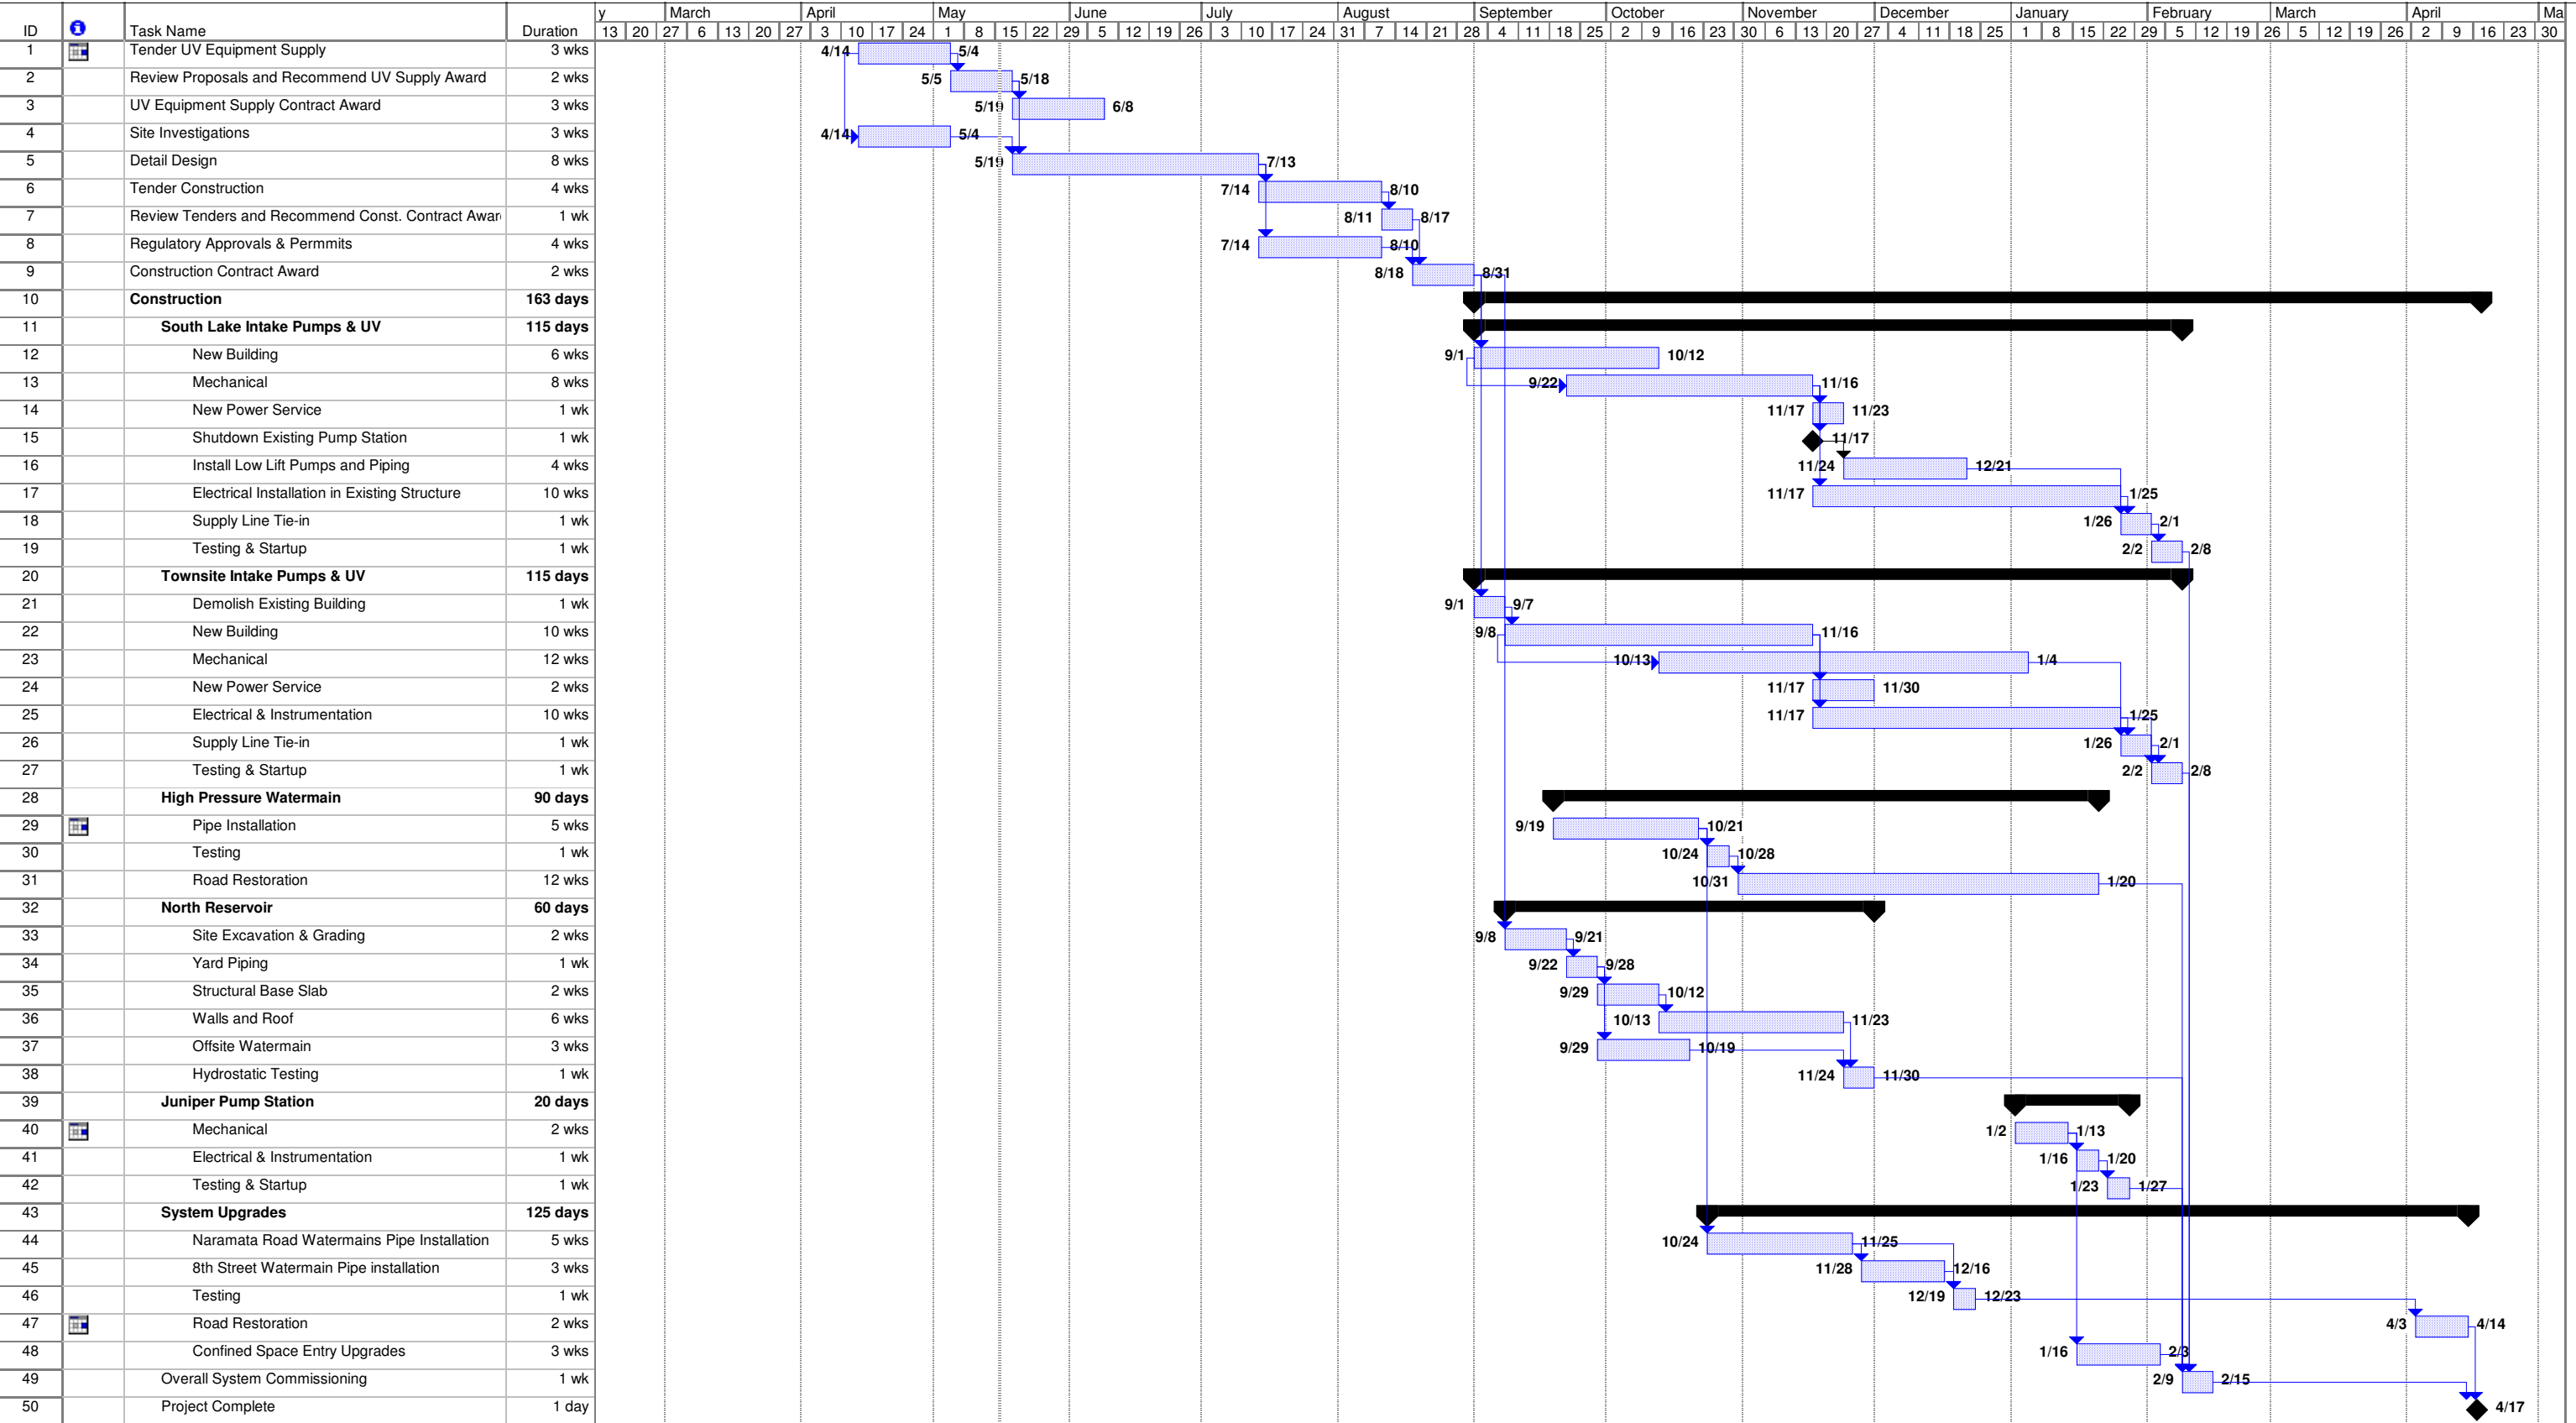 y March April May June July August September October November December January February March April Ma
ID Task Name Duration 13 20 27 6 13 20 27 3 10 17 24 1 8 15 22 29 5 12 19 26 3 10 17 24 31 7 14 21 28 4 11 18 25 2 9 16 23 30 6 13 20 27 4 11 18 25 1 8 15 22 29 5 12 19 26 5 12 19 26 2 9 16 23 30
1 Tender UV Equipment Supply 3 wks 4/14 5/4
2 Review Proposals and Recommend UV Supply Award 2 wks 5/5 5/18
3 UV Equipment Supply Contract Award 3 wks 5/19 6/8
4 Site Investigations 3 wks 4/14 5/4
5 Detail Design 8 wks 5/19 7/13
6 Tender Construction 4 wks 7/14 8/10
7 Review Tenders and Recommend Const. Contract Awar 1 wk 8/11 8/17
8 Regulatory Approvals & Permmits 4 wks 7/14 8/10
9 Construction Contract Award 2 wks 8/18 8/31
10 Construction 163 days
11 South Lake Intake Pumps & UV 115 days
12 New Building 6 wks 9/1 10/12
13 Mechanical 8 wks 9/22 11/16
14 New Power Service 1 wk 11/17 11/23
15 Shutdown Existing Pump Station 1 wk 11/17
16 Install Low Lift Pumps and Piping 4 wks 11/24 12/21
17 Electrical Installation in Existing Structure 10 wks 11/17 1/25
18 Supply Line Tie-in 1 wk 1/26 2/1
19 Testing & Startup 1 wk 2/2 2/8
20 Townsite Intake Pumps & UV 115 days
21 Demolish Existing Building 1 wk 9/1 9/7
22 New Building 10 wks 9/8 11/16
23 Mechanical 12 wks 10/13 1/4
24 New Power Service 2 wks 11/17 11/30
25 Electrical & Instrumentation 10 wks 11/17 1/25
26 Supply Line Tie-in 1 wk 1/26 2/1
27 Testing & Startup 1 wk 2/2 2/8
28 High Pressure Watermain 90 days
29 Pipe Installation 5 wks 9/19 10/21
30 Testing 1 wk 10/24 10/28
31 Road Restoration 12 wks 10/31 1/20
32 North Reservoir 60 days
33 Site Excavation & Grading 2 wks 9/8 9/21
34 Yard Piping 1 wk 9/22 9/28
35 Structural Base Slab 2 wks 9/29 10/12
36 Walls and Roof 6 wks 10/13 11/23
37 Offsite Watermain 3 wks 9/29 10/19
38 Hydrostatic Testing 1 wk 11/24 11/30
39 Juniper Pump Station 20 days
40 Mechanical 2 wks 1/2 1/13
41 Electrical & Instrumentation 1 wk 1/16 1/20
42 Testing & Startup 1 wk 1/23 1/27
43 System Upgrades 125 days
44 Naramata Road Watermains Pipe Installation 5 wks 10/24 11/25
45 8th Street Watermain Pipe installation 3 wks 11/28 12/16
46 Testing 1 wk 12/19 12/23
47 Road Restoration 2 wks 4/3 4/14
48 Confined Space Entry Upgrades 3 wks 1/16 2/3
49 Overall System Commissioning 1 wk 2/9 2/15
50 Project Complete 1 day 4/17